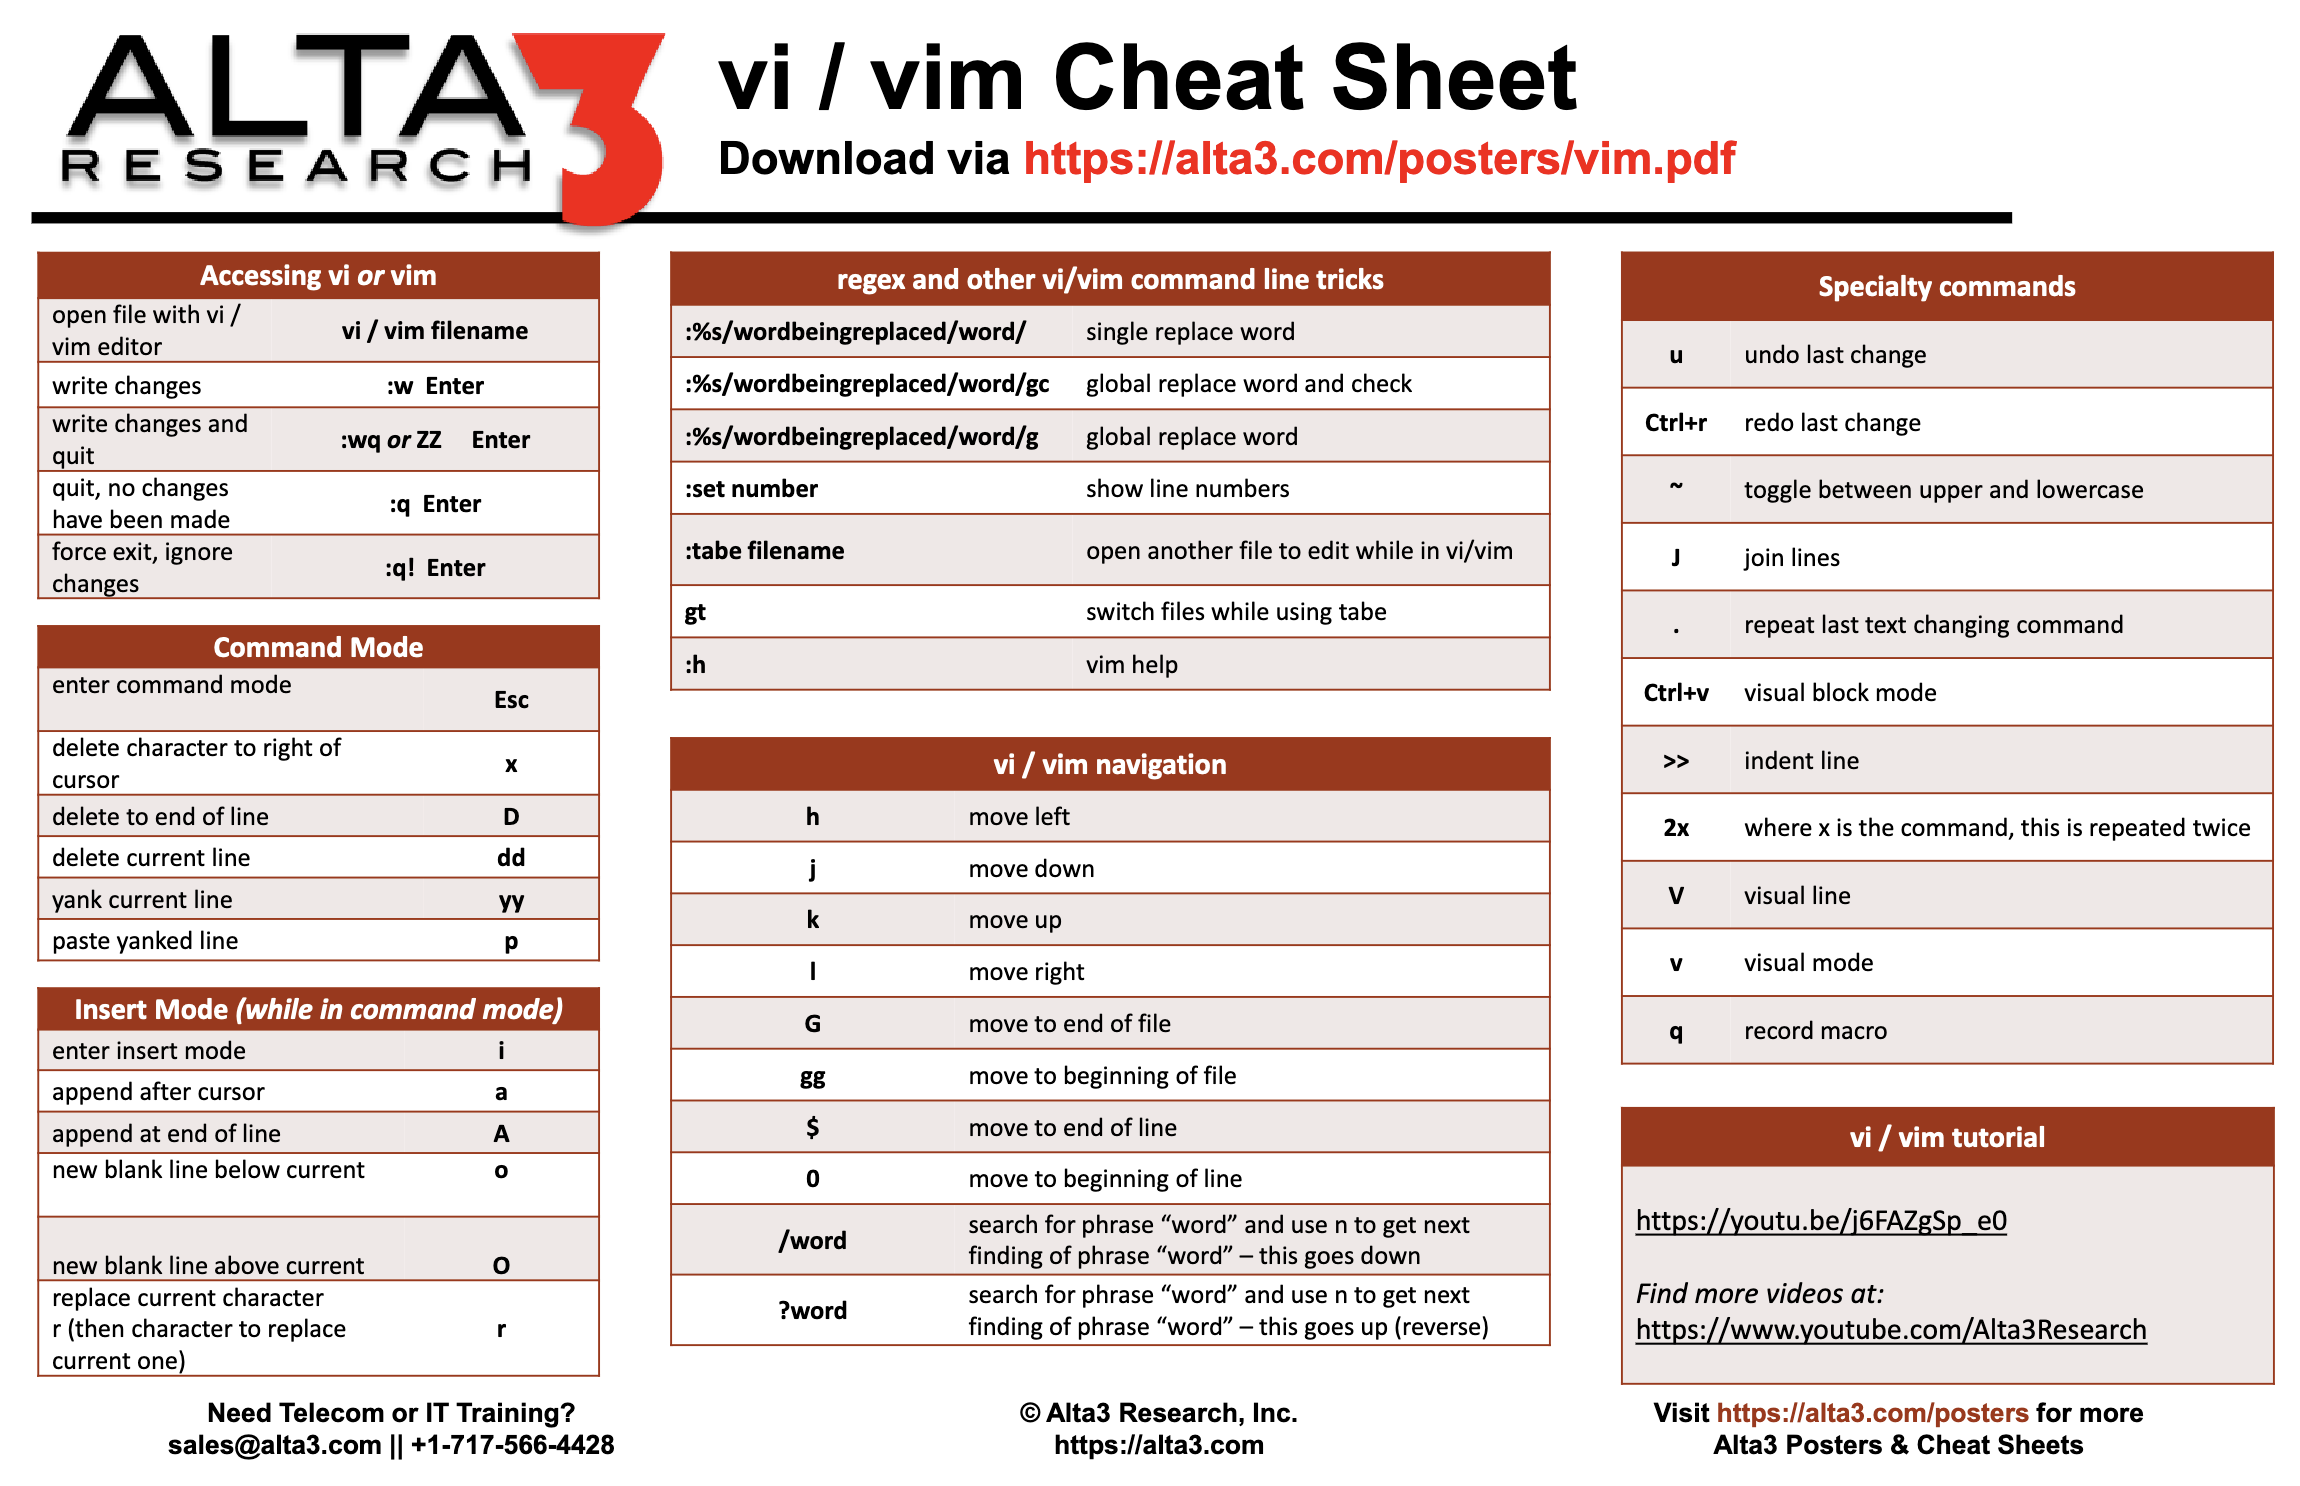 ALTA3
RESEARCH
vi / vim Cheat Sheet
Download via https://alta3.com/posters/vim.pdf
Accessing vi or vim
open file with vi /
vim editor
vi / vim filename
write changes
:w Enter
write changes and
quit
:wq or ZZ Enter
quit, no changes
have been made
:q Enter
force exit, ignore
changes
:q! Enter
Command Mode
enter command mode
Esc
delete character to right of
cursor
x
delete to end of line
D
delete current line
dd
yank current line
yy
paste yanked line
p
Insert Mode (while in command mode)
enter insert mode
i
append after cursor
a
append at end of line
A
new blank line below current
o
new blank line above current
O
replace current character
r (then character to replace
current one)
r
regex and other vi/vim command line tricks
:%s/wordbeingreplaced/word/
single replace word
:%s/wordbeingreplaced/word/gc
global replace word and check
:%s/wordbeingreplaced/word/g
global replace word
:set number
show line numbers
:tabe filename
open another file to edit while in vi/vim
gt
switch files while using tabe
:h
vim help
vi / vim navigation
h
move left
j
move down
k
move up
l
move right
G
move to end of file
gg
move to beginning of file
$
move to end of line
0
move to beginning of line
/word
search for phrase “word” and use n to get next
finding of phrase “word” – this goes down
?word
search for phrase “word” and use n to get next
finding of phrase “word” – this goes up (reverse)
Specialty commands
u
undo last change
Ctrl+r
redo last change
~
toggle between upper and lowercase
J
join lines
.
repeat last text changing command
Ctrl+v
visual block mode
>>
indent line
2x
where x is the command, this is repeated twice
V
visual line
v
visual mode
q
record macro
vi / vim tutorial
https://youtu.be/j6FAZgSp_e0
Find more videos at:
https://www.youtube.com/Alta3Research
Need Telecom or IT Training?
sales@alta3.com || +1-717-566-4428
© Alta3 Research, Inc.
https://alta3.com
Visit https://alta3.com/posters for more
Alta3 Posters & Cheat Sheets